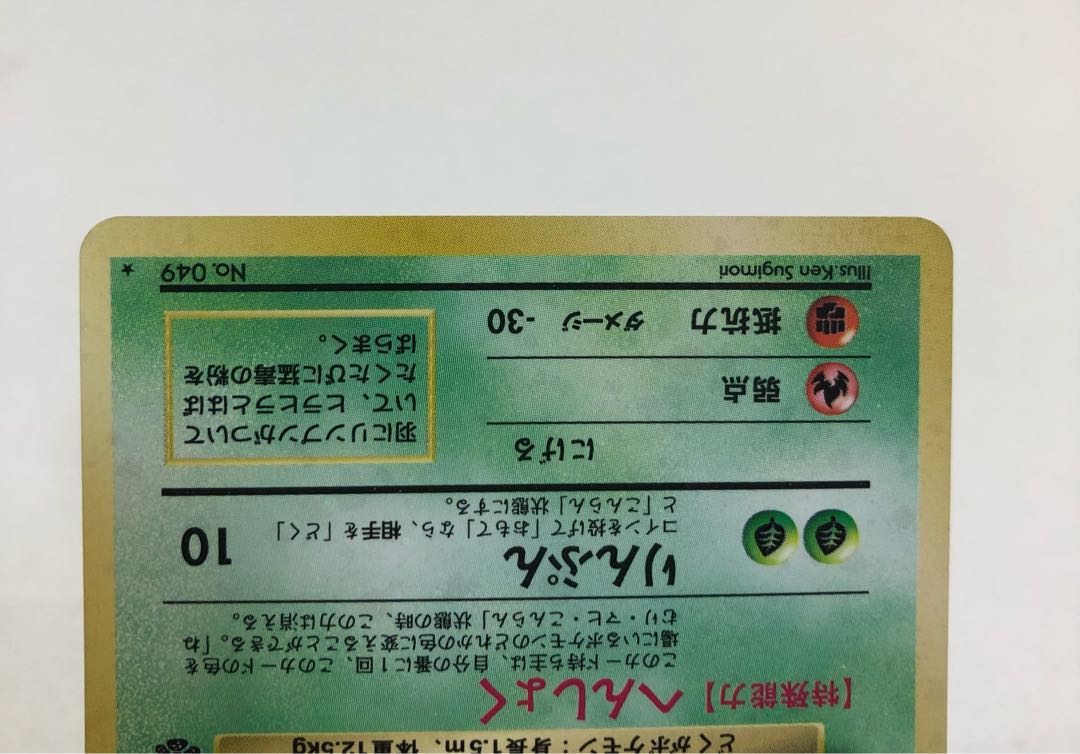 どくがポケモン：身長1.5m、体重12.5kg
【特殊能力】へんしょく
このカード持ち主は、自分の番に1回、このカードの色を
場にいるポケモンのどれかの色に変えることができる。「ね
むり・マヒ・こんらん」状態の時、この力は消える。
りんぷん 10
コインを投げて「おもて」なら、相手を「どく」
と「こんらん」状態にする。
にげる
弱点
抵抗力 ダメージ -30
羽にリンプンがついて
いて、ヒラヒラとはば
たくたびに猛毒の粉を
ばらまく。
Illus.Ken Sugimori No. 049 ★